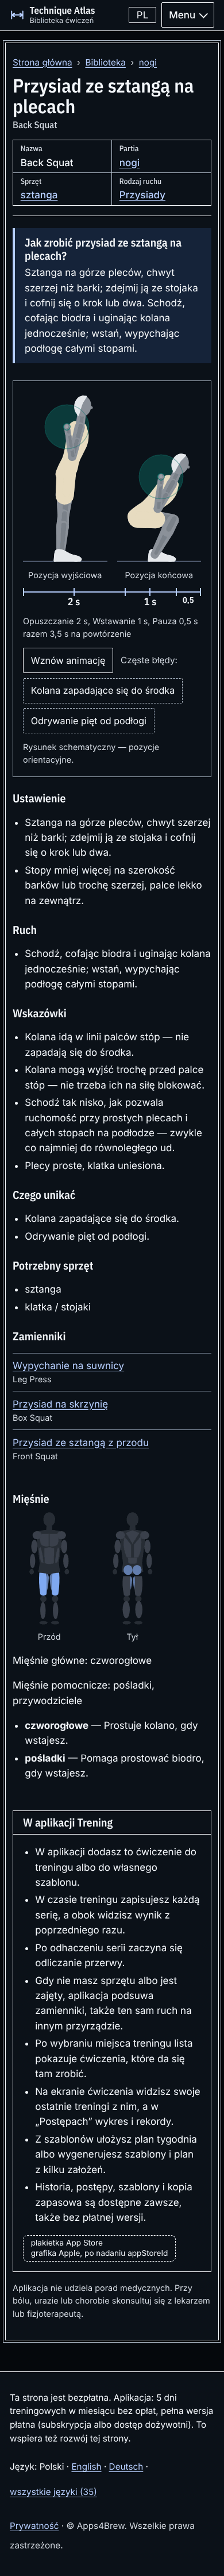 Technique Atlas
Biblioteka ćwiczeń
PL
Menu
Strona główna › Biblioteka › nogi
Przysiad ze sztangą na
plecach
Back Squat
Nazwa
Back Squat
Partia
nogi
Sprzęt
sztanga
Rodzaj ruchu
Przysiady
Jak zrobić przysiad ze sztangą na
plecach?
Sztanga na górze pleców, chwyt
szerzej niż barki; zdejmij ją ze stojaka
i cofnij się o krok lub dwa. Schodź,
cofając biodra i uginając kolana
jednocześnie; wstań, wypychając
podłogę całymi stopami.
Pozycja wyjściowa
Pozycja końcowa
2 s
1 s
0,5
Opuszczanie 2 s, Wstawanie 1 s, Pauza 0,5 s
razem 3,5 s na powtórzenie
Wznów animację
Częste błędy:
Kolana zapadające się do środka
Odrywanie pięt od podłogi
Rysunek schematyczny — pozycje
orientacyjne.
Ustawienie
• Sztanga na górze pleców, chwyt szerzej
niż barki; zdejmij ją ze stojaka i cofnij
się o krok lub dwa.
• Stopy mniej więcej na szerokość
barków lub trochę szerzej, palce lekko
na zewnątrz.
Ruch
• Schodź, cofając biodra i uginając kolana
jednocześnie; wstań, wypychając
podłogę całymi stopami.
Wskazówki
• Kolana idą w linii palców stóp — nie
zapadają się do środka.
• Kolana mogą wyjść trochę przed palce
stóp — nie trzeba ich na siłę blokować.
• Schodź tak nisko, jak pozwala
ruchomość przy prostych plecach i
całych stopach na podłodze — zwykle
co najmniej do równoległego ud.
• Plecy proste, klatka uniesiona.
Czego unikać
• Kolana zapadające się do środka.
• Odrywanie pięt od podłogi.
Potrzebny sprzęt
• sztanga
• klatka / stojaki
Zamienniki
Wypychanie na suwnicy
Leg Press
Przysiad na skrzynię
Box Squat
Przysiad ze sztangą z przodu
Front Squat
Mięśnie
Przód
Tył
Mięśnie główne: czworogłowe
Mięśnie pomocnicze: pośladki,
przywodziciele
• czworogłowe — Prostuje kolano, gdy
wstajesz.
• pośladki — Pomaga prostować biodro,
gdy wstajesz.
W aplikacji Trening
• W aplikacji dodasz to ćwiczenie do
treningu albo do własnego
szablonu.
• W czasie treningu zapisujesz każdą
serię, a obok widzisz wynik z
poprzedniego razu.
• Po odhaczeniu serii zaczyna się
odliczanie przerwy.
• Gdy nie masz sprzętu albo jest
zajęty, aplikacja podsuwa
zamienniki, także ten sam ruch na
innym przyrządzie.
• Po wybraniu miejsca treningu lista
pokazuje ćwiczenia, które da się
tam zrobić.
• Na ekranie ćwiczenia widzisz swoje
ostatnie treningi z nim, a w
„Postępach” wykres i rekordy.
• Z szablonów ułożysz plan tygodnia
albo wygenerujesz szablony i plan
z kilku założeń.
• Historia, postępy, szablony i kopia
zapasowa są dostępne zawsze,
także bez płatnej wersji.
plakietka App Store
grafika Apple, po nadaniu appStoreId
Aplikacja nie udziela porad medycznych. Przy
bólu, urazie lub chorobie skonsultuj się z lekarzem
lub fizjoterapeutą.
Ta strona jest bezpłatna. Aplikacja: 5 dni
treningowych w miesiącu bez opłat, pełna wersja
płatna (subskrypcja albo dostęp dożywotni). To
wspiera też rozwój tej strony.
Język: Polski · English · Deutsch ·
wszystkie języki (35)
Prywatność · © Apps4Brew. Wszelkie prawa
zastrzeżone.